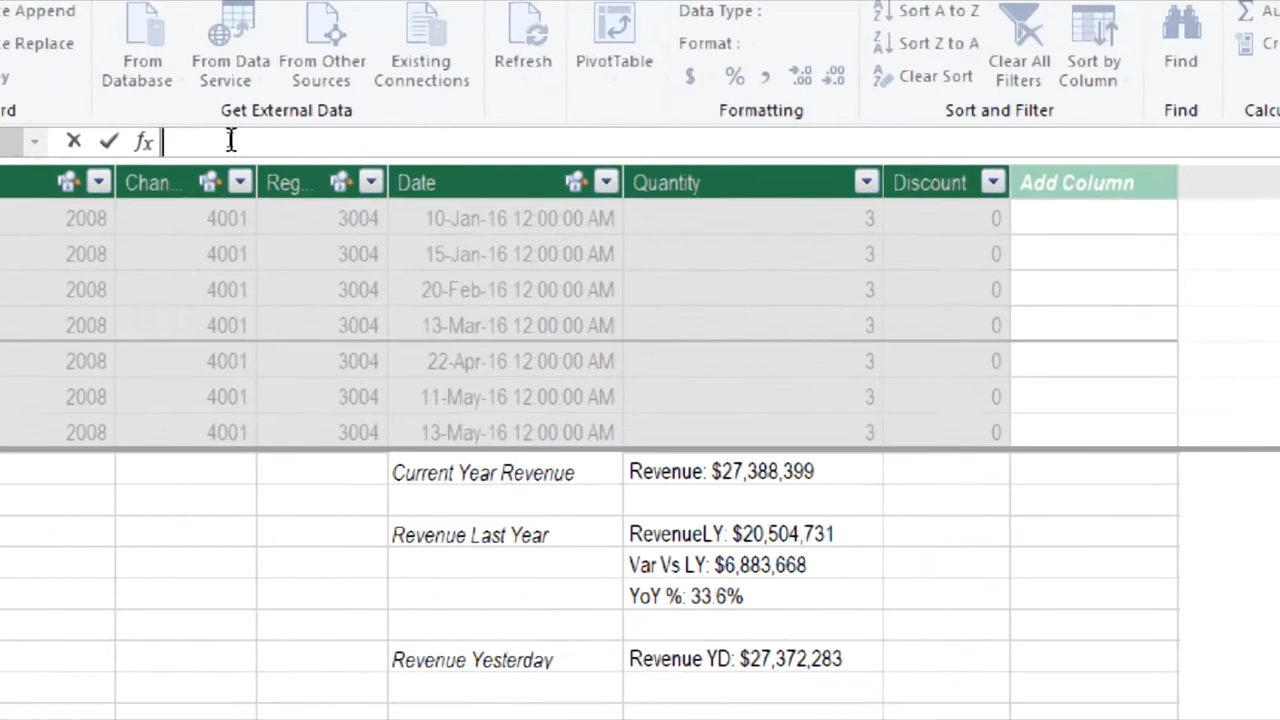 e Append
e Replace
y
rd
From Database
From Data Service
From Other Sources
Existing Connections
Get External Data
Refresh
PivotTable
Data Type :
Format :
$ % , .00 .00
Formatting
Sort A to Z
Sort Z to A
Clear Sort
Clear All Filters
Sort by Column
Sort and Filter
Find
Find
Σ Au
Cr
Calcu
fx
Chan... Reg... Date Quantity Discount Add Column
2008 4001 3004 10-Jan-16 12:00:00 AM 3 0
2008 4001 3004 15-Jan-16 12:00:00 AM 3 0
2008 4001 3004 20-Feb-16 12:00:00 AM 3 0
2008 4001 3004 13-Mar-16 12:00:00 AM 3 0
2008 4001 3004 22-Apr-16 12:00:00 AM 3 0
2008 4001 3004 11-May-16 12:00:00 AM 3 0
2008 4001 3004 13-May-16 12:00:00 AM 3 0
Current Year Revenue Revenue: $27,388,399
Revenue Last Year RevenueLY: $20,504,731
Var Vs LY: $6,883,668
YoY %: 33.6%
Revenue Yesterday Revenue YD: $27,372,283